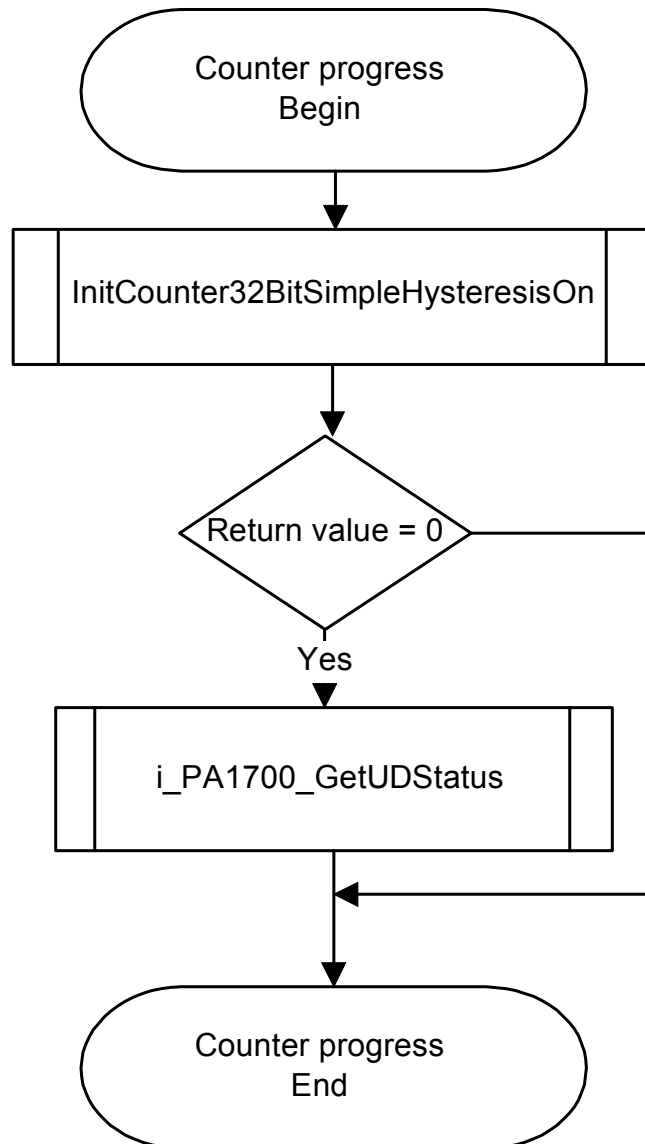 Counter progress
Begin
InitCounter32BitSimpleHysteresisOn
Return value = 0
Yes
i_PA1700_GetUDStatus
Counter progress
End